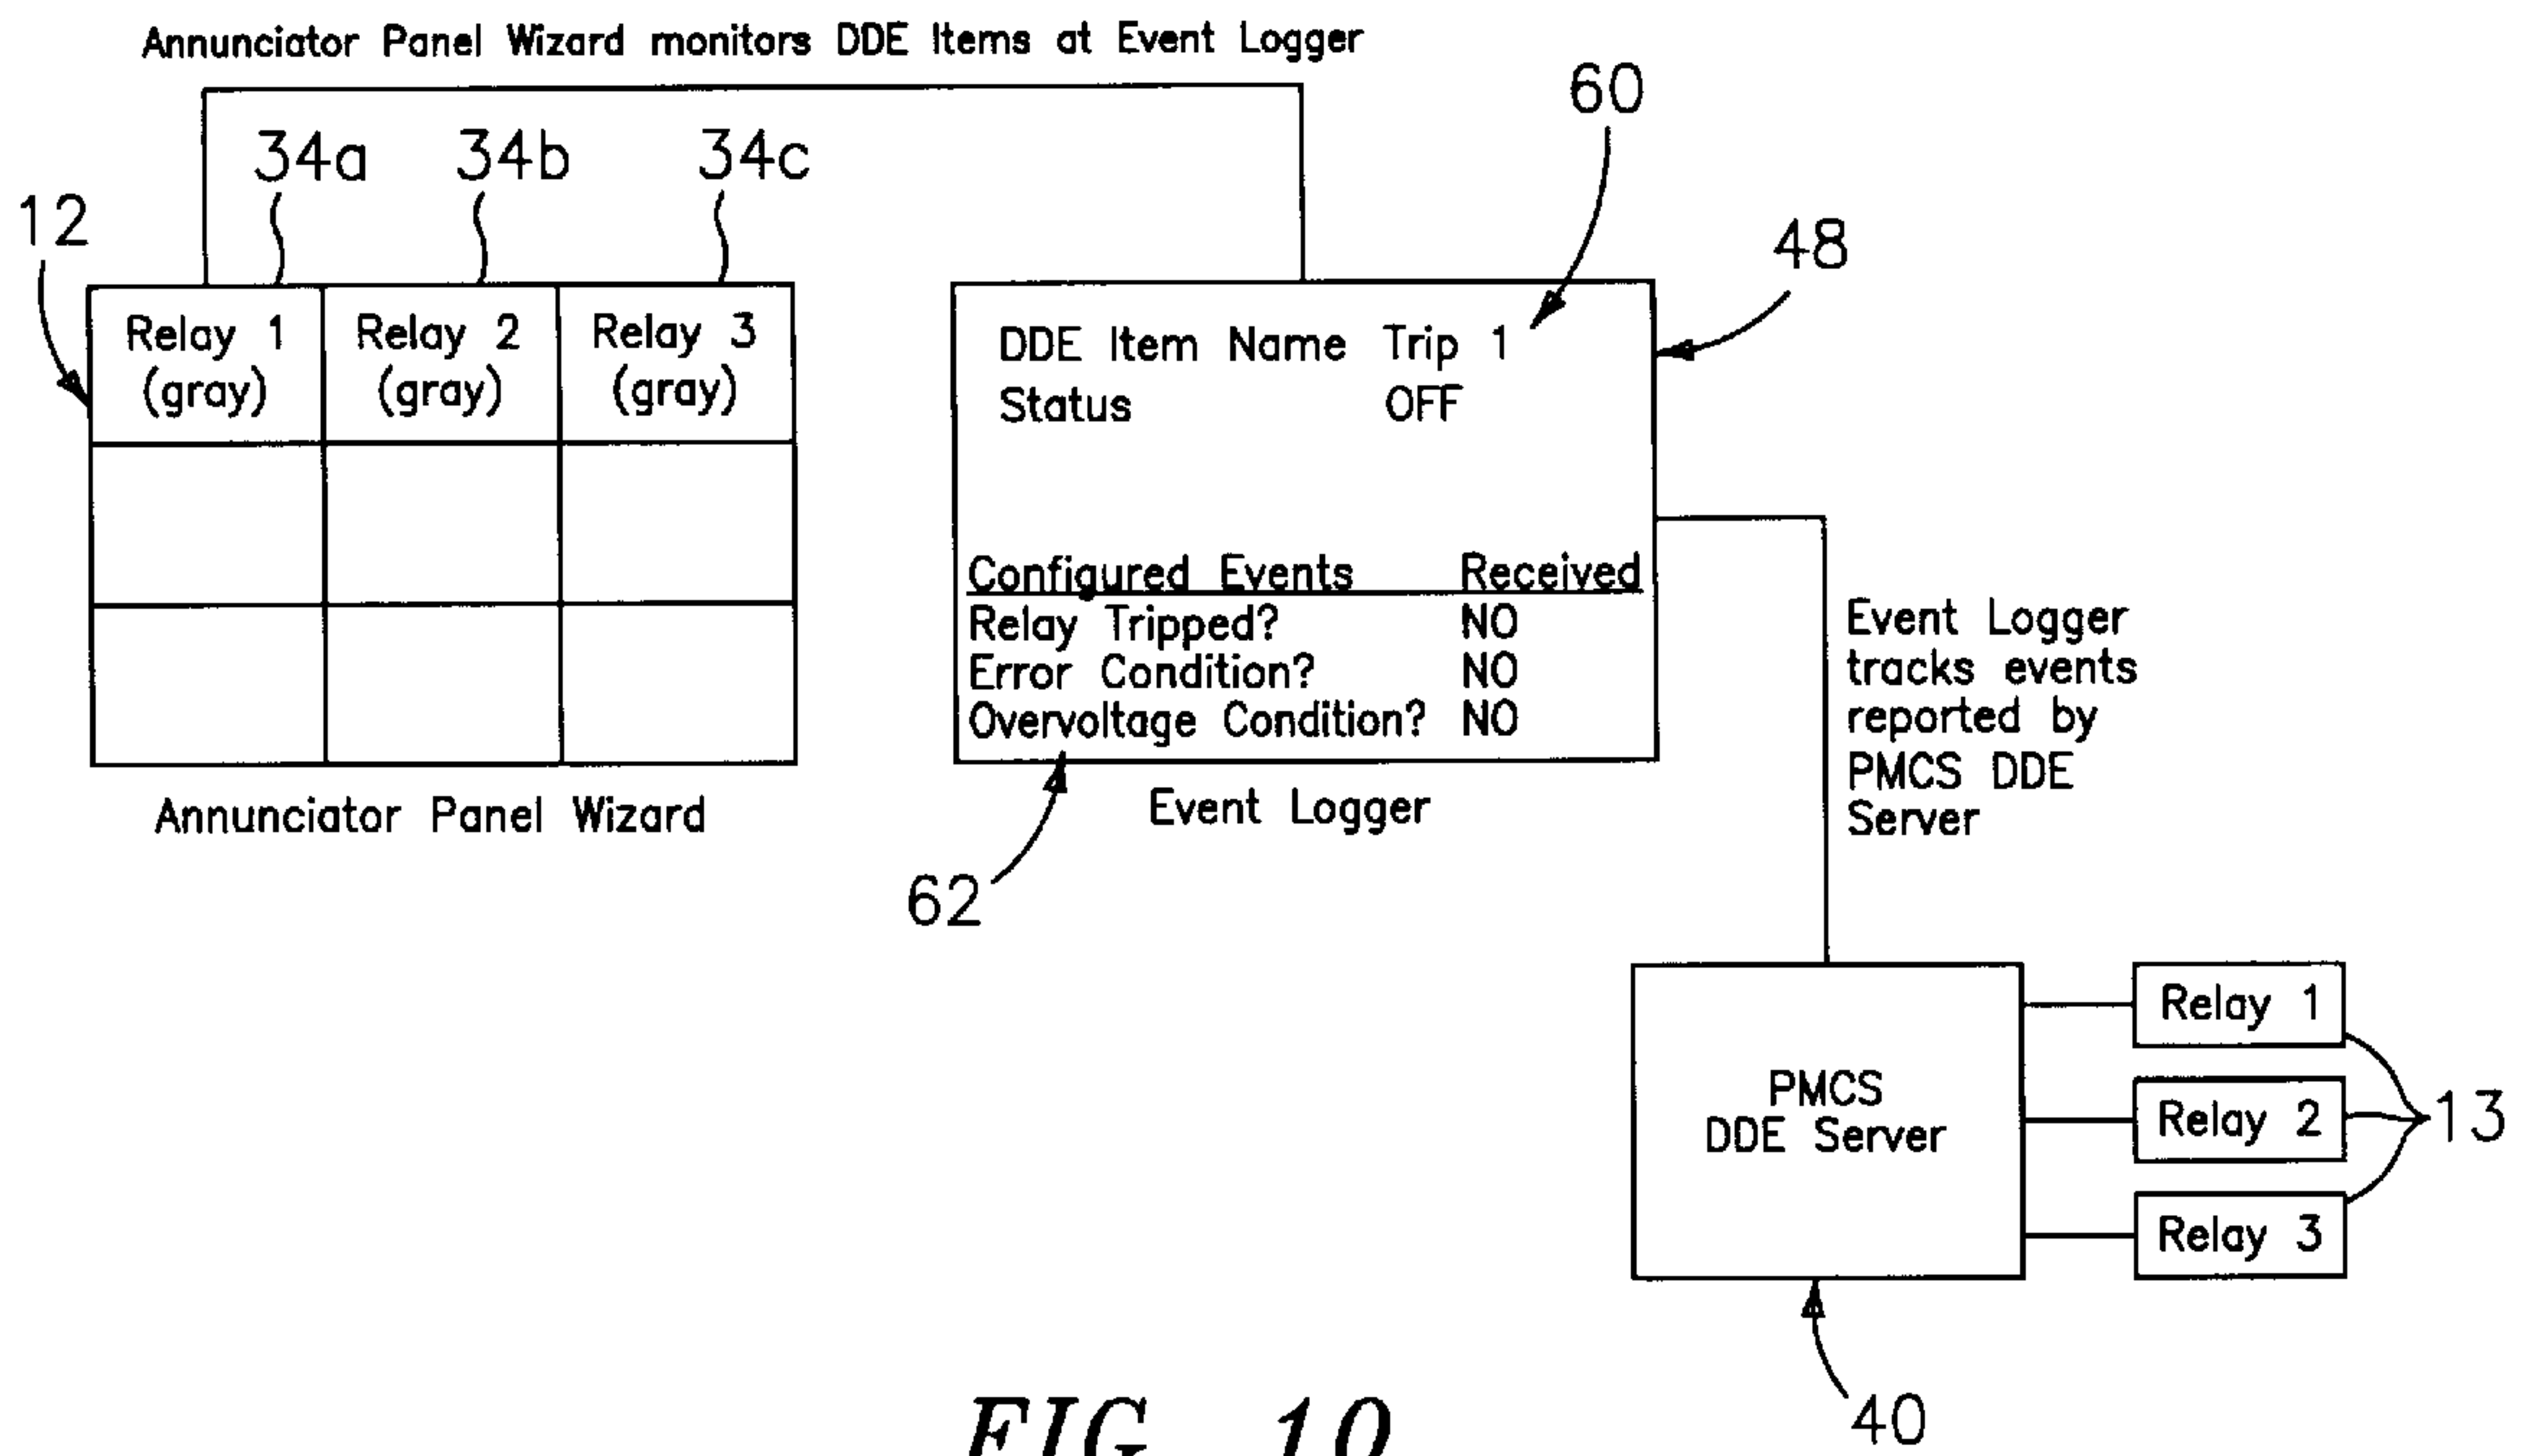 Annunciator Panel Wizard monitors DDE Items at Event Logger
60
34a 34b 34c
12
48
Relay 1 (gray)
Relay 2 (gray)
Relay 3 (gray)
Annunciator Panel Wizard
DDE Item Name Trip 1
Status OFF
Configured Events Received
Relay Tripped? NO
Error Condition? NO
Overvoltage Condition? NO
Event Logger
62
Event Logger
tracks events
reported by
PMCS DDE
Server
PMCS
DDE Server
Relay 1
Relay 2
Relay 3
13
40
FIG. 10